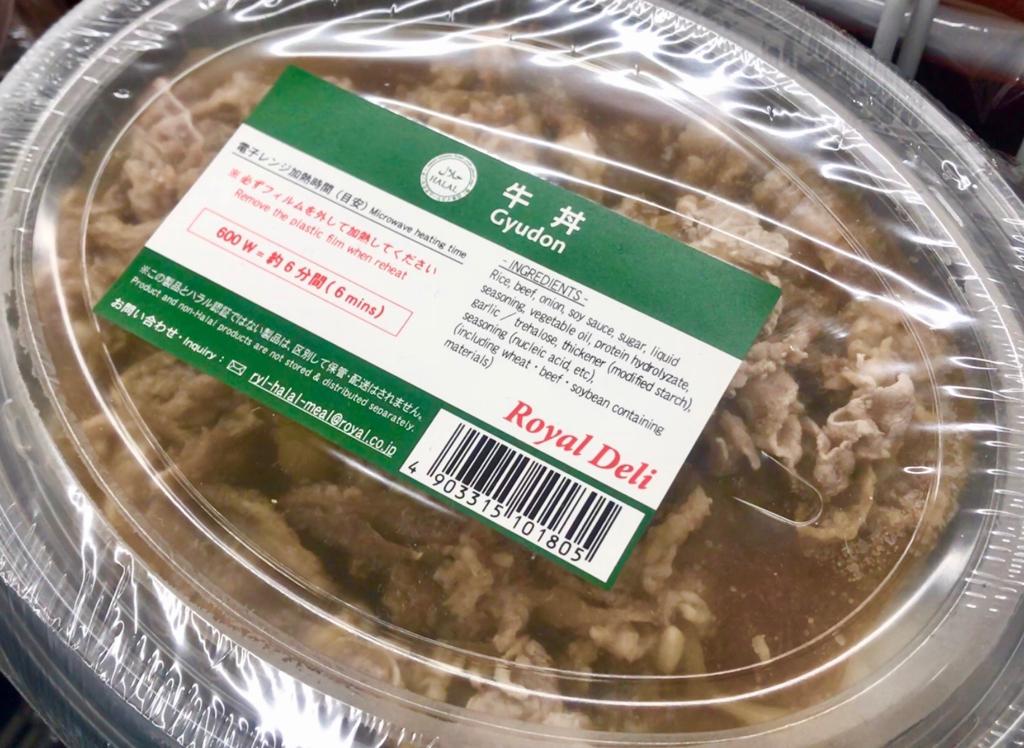 حلال
HALAL
牛丼
Gyudon
電子レンジ加熱時間(目安) Microwave heating time
※必ずフィルムを外して加熱してください
Remove the plastic film when reheat
600W=約6分間(6mins)
- INGREDIENTS -
Rice, beef, onion, soy sauce, sugar, liquid
seasoning, vegetable oil, protein hydrolyzate,
garlic / trehalose, thickener (modified starch),
seasoning (nucleic acid, etc),
(including wheat・beef・soybean containing
materials)
Royal Deli
※この製品とハラル認証ではない製品は、区別して保管・配送はされません。
Product and non-Halal products are not stored & distributed separately.
お問い合わせ・Inquiry : ryl-halal-meal@royal.co.jp
4 903315 101805